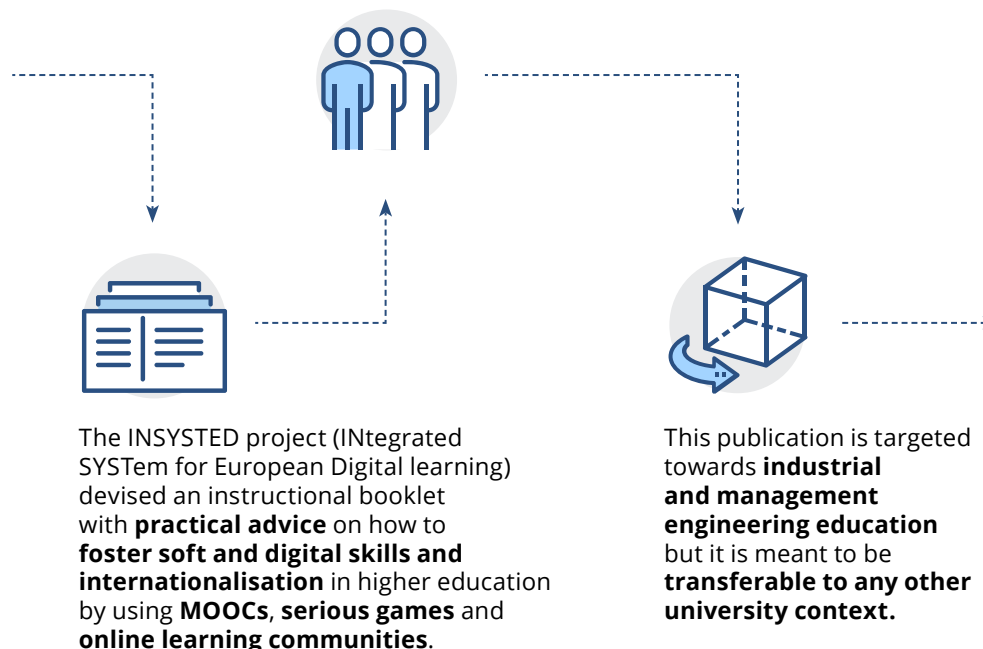 The INSYSTED project (INtegrated
SYSTem for European Digital learning)
devised an instructional booklet
with practical advice on how to
foster soft and digital skills and
internationalisation in higher education
by using MOOCs, serious games and
online learning communities.
This publication is targeted
towards industrial
and management
engineering education
but it is meant to be
transferable to any other
university context.